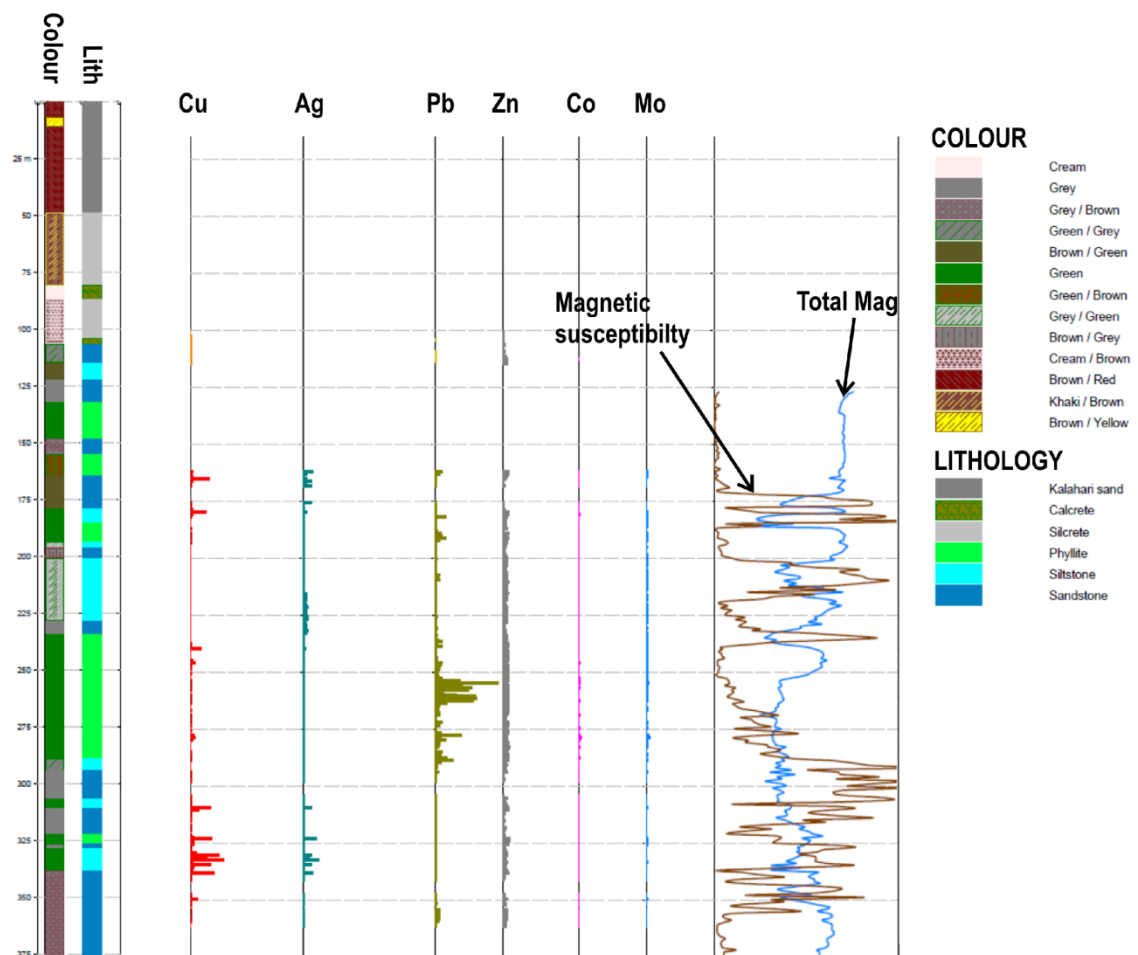 Colour
Lith
Cu
Ag
Pb
Zn
Co
Mo
25 m
50
75
100
125
150
175
200
225
250
275
300
325
350
375
Magnetic
susceptibilty
Total Mag
COLOUR
Cream
Grey
Grey / Brown
Green / Grey
Brown / Green
Green
Green / Brown
Grey / Green
Brown / Grey
Cream / Brown
Brown / Red
Khaki / Brown
Brown / Yellow
LITHOLOGY
Kalahari sand
Calcrete
Silcrete
Phyllite
Siltstone
Sandstone